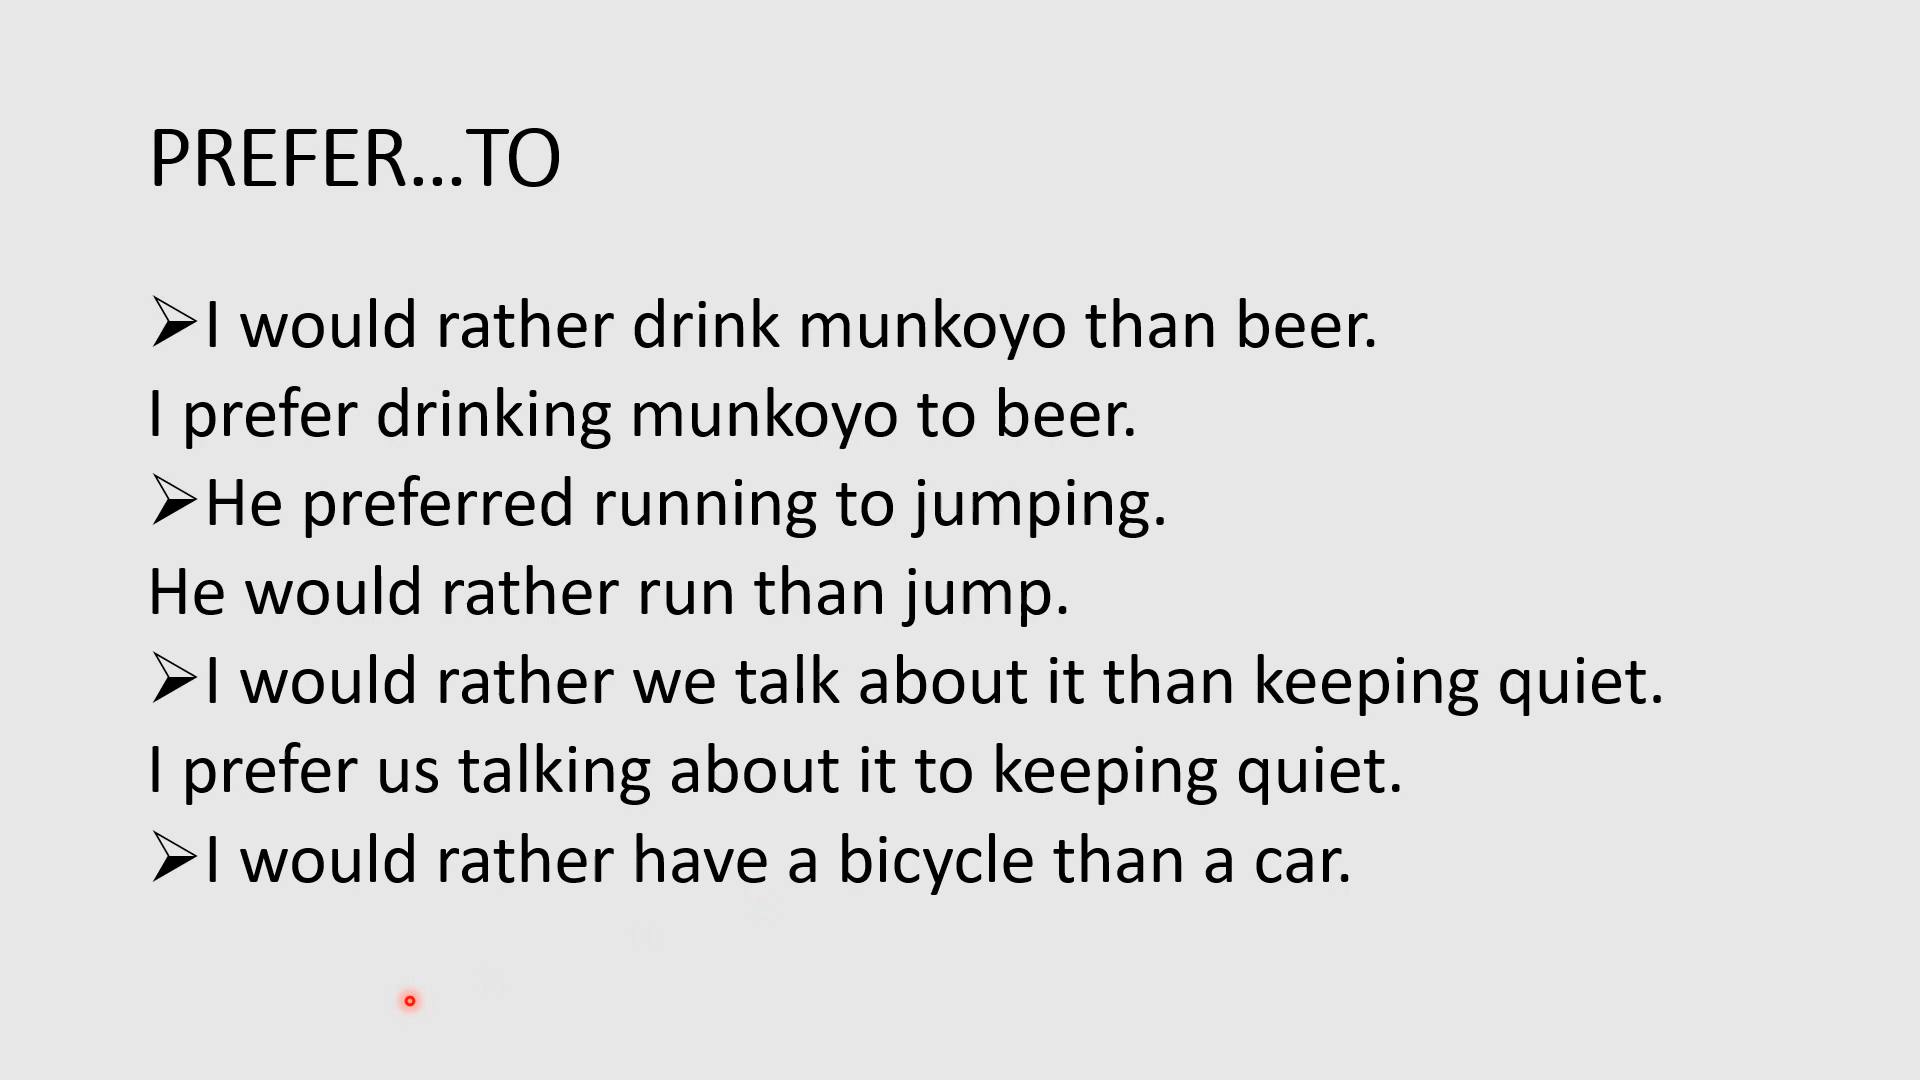 PREFER...TO
➢I would rather drink munkoyo than beer.
I prefer drinking munkoyo to beer.
➢He preferred running to jumping.
He would rather run than jump.
➢I would rather we talk about it than keeping quiet.
I prefer us talking about it to keeping quiet.
➢I would rather have a bicycle than a car.